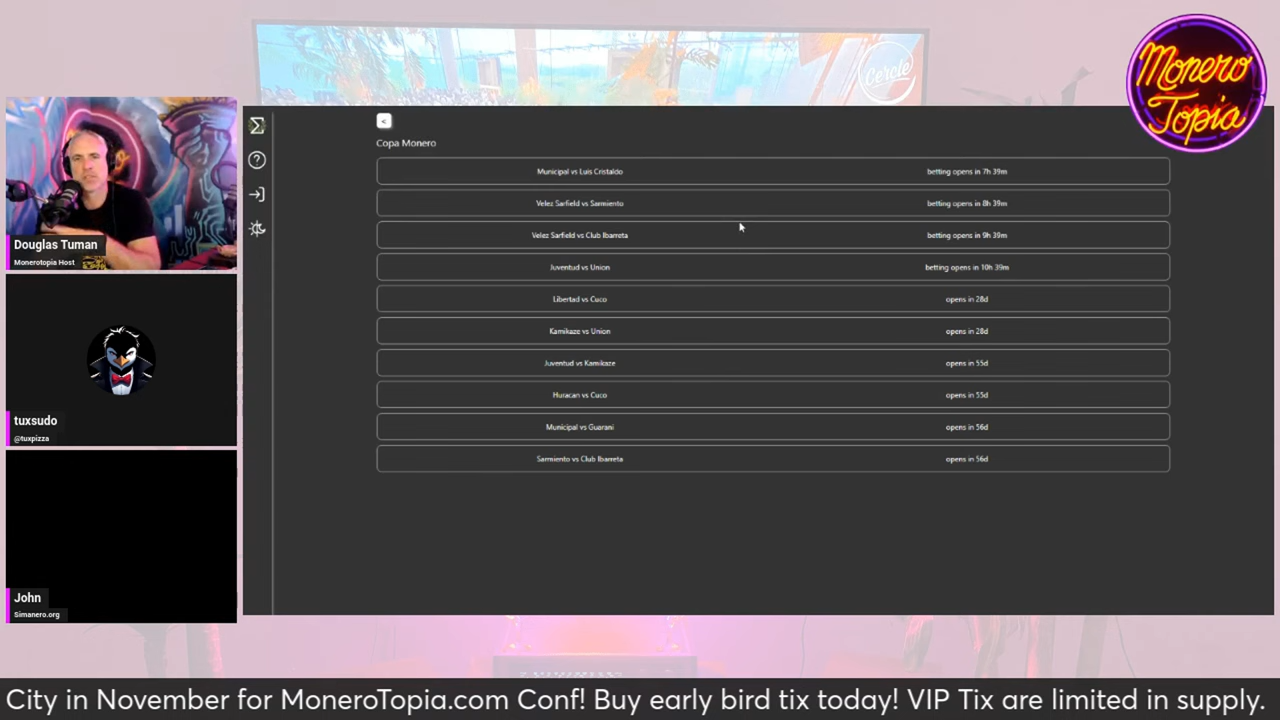 Cercle
Monero
Topia
<
Copa Monero
Municipal vs Luis Cristaldo betting opens in 7h 39m
Velez Sarfield vs Sarmiento betting opens in 8h 39m
Velez Sarfield vs Club Ibarreta betting opens in 9h 39m
Juventud vs Union betting opens in 10h 39m
Libertad vs Cuco opens in 28d
Kamikaze vs Union opens in 28d
Juventud vs Kamikaze opens in 55d
Huracan vs Cuco opens in 55d
Municipal vs Guarani opens in 56d
Sarmiento vs Club Ibarreta opens in 56d
Douglas Tuman
Monerotopia Host
tuxsudo
@tuxpizza
John
Simanero.org
City in November for MoneroTopia.com Conf! Buy early bird tix today! VIP Tix are limited in supply.